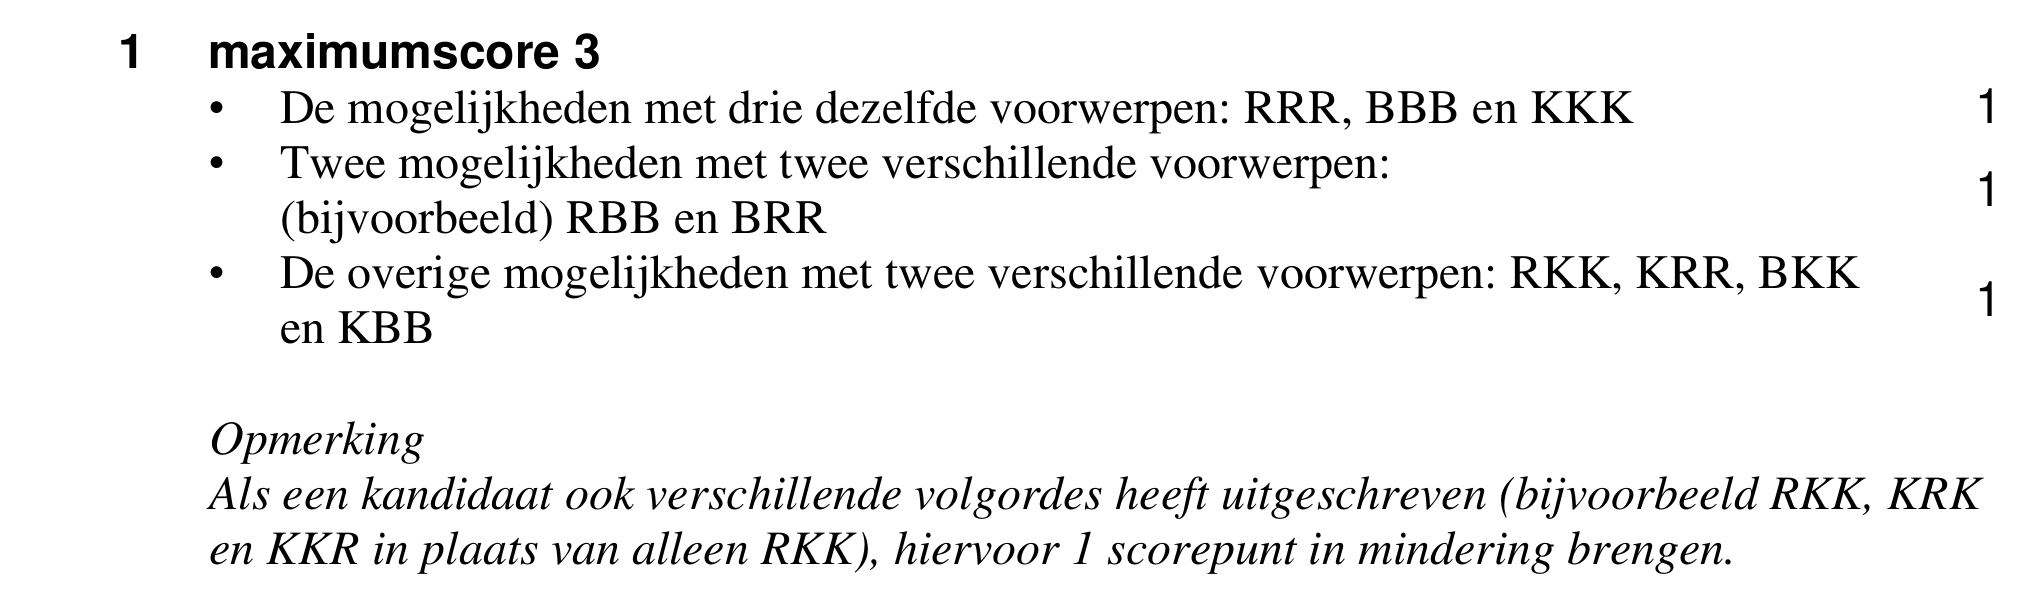 1 maximumscore 3
• De mogelijkheden met drie dezelfde voorwerpen: RRR, BBB en KKK 1
• Twee mogelijkheden met twee verschillende voorwerpen:
(bijvoorbeeld) RBB en BRR 1
• De overige mogelijkheden met twee verschillende voorwerpen: RKK, KRR, BKK
en KBB 1
Opmerking
Als een kandidaat ook verschillende volgordes heeft uitgeschreven (bijvoorbeeld RKK, KRK
en KKR in plaats van alleen RKK), hiervoor 1 scorepunt in mindering brengen.